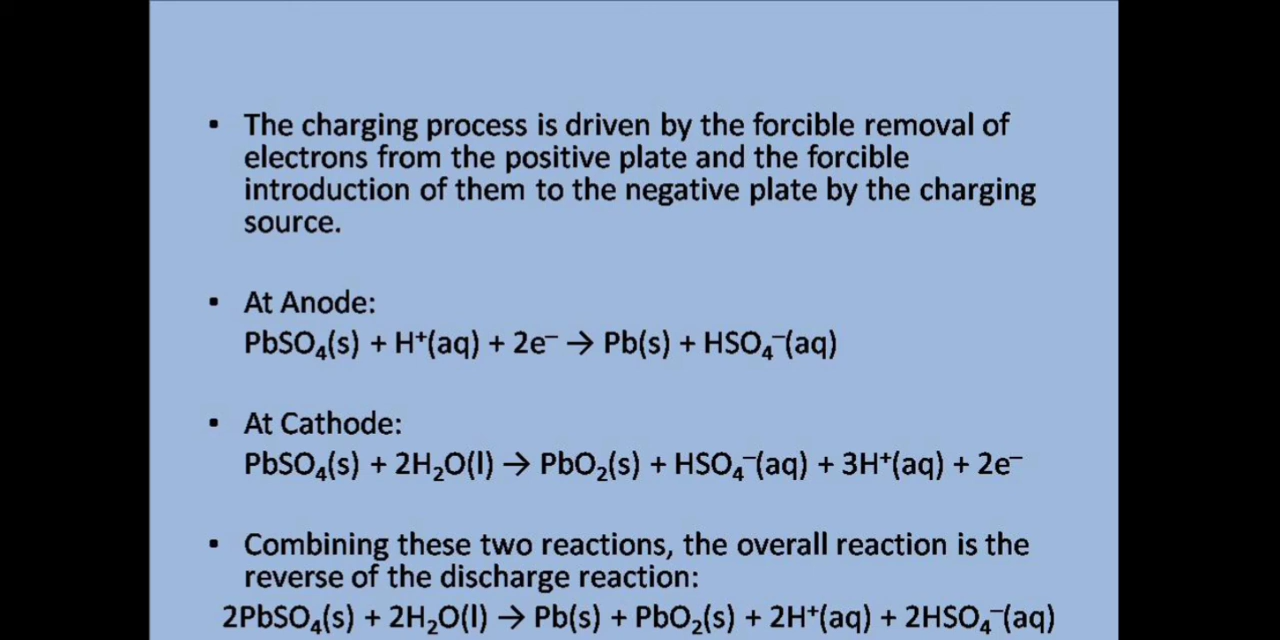 ▪ The charging process is driven by the forcible removal of
electrons from the positive plate and the forcible
introduction of them to the negative plate by the charging
source.
▪ At Anode:
PbSO₄(s) + H⁺(aq) + 2e⁻ → Pb(s) + HSO₄⁻(aq)
▪ At Cathode:
PbSO₄(s) + 2H₂O(l) → PbO₂(s) + HSO₄⁻(aq) + 3H⁺(aq) + 2e⁻
▪ Combining these two reactions, the overall reaction is the
reverse of the discharge reaction:
2PbSO₄(s) + 2H₂O(l) → Pb(s) + PbO₂(s) + 2H⁺(aq) + 2HSO₄⁻(aq)